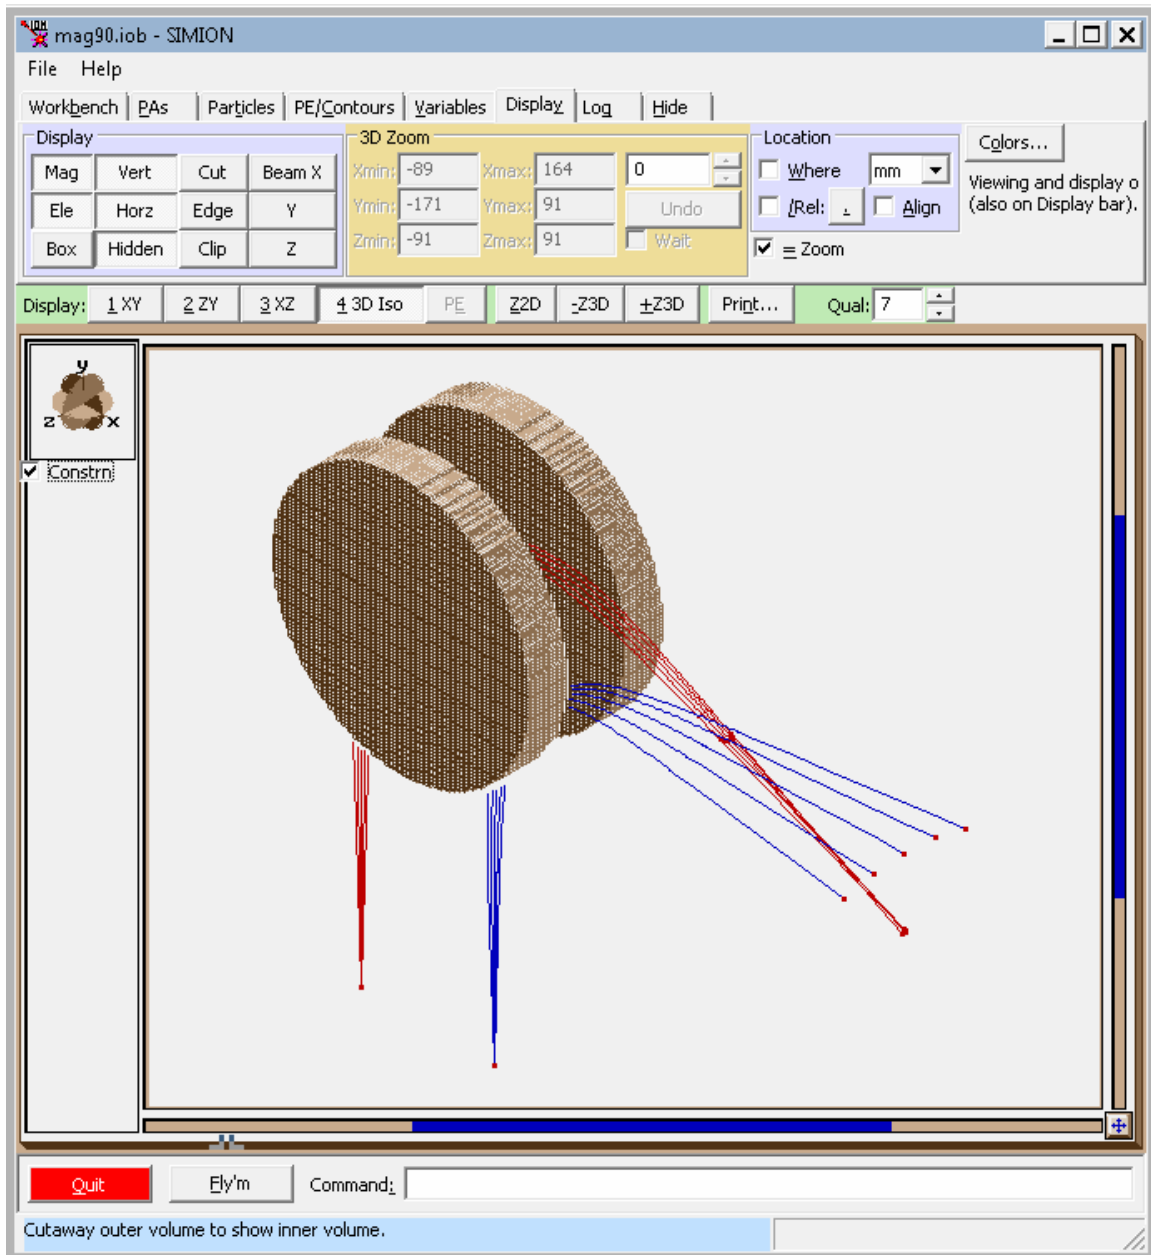 mag90.iob - SIMION
File Help
Workbench PAs Particles PE/Contours Variables Display Log Hide
Display 3D Zoom Location Colors...
Mag Vert Cut Beam X Xmin: -89 Xmax: 164 0 Where mm
Viewing and display o
Ele Horz Edge Y Ymin: -171 Ymax: 91 Undo /Rel: . Align
(also on Display bar).
Box Hidden Clip Z Zmin: -91 Zmax: 91 Wait = Zoom
Display: 1 XY 2 ZY 3 XZ 4 3D Iso PE Z2D -Z3D +Z3D Print... Qual: 7
y
z x
Constrn
IOM
Quit Fly'm Command:
Cutaway outer volume to show inner volume.